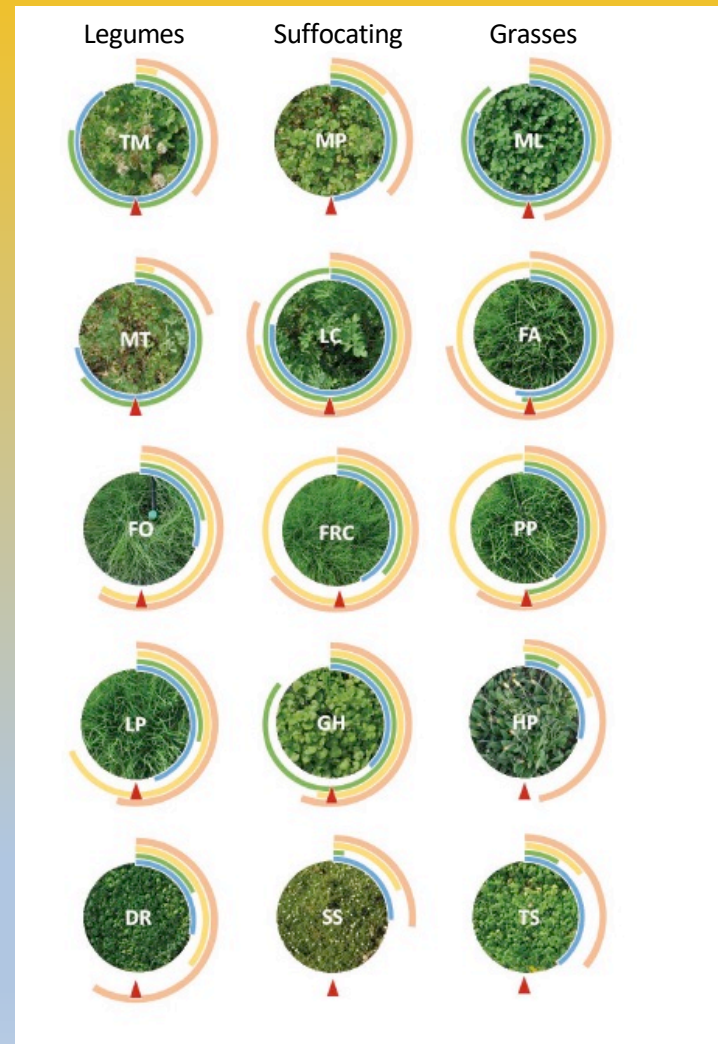 Legumes Suffocating Grasses
TM MP ML
MT LC FA
FO FRC PP
LP GH HP
DR SS TS